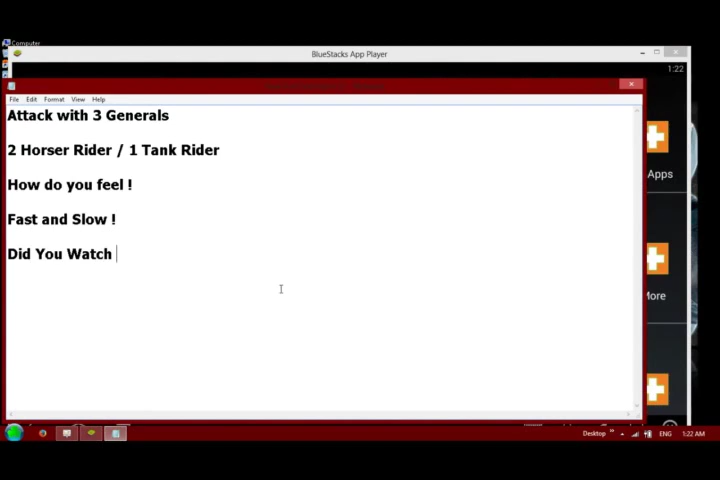 Computer
BlueStacks App Player
1:22
File Edit Format View Help
Attack with 3 Generals
2 Horser Rider / 1 Tank Rider
How do you feel !
Fast and Slow !
Did You Watch
Apps
More
Desktop
ENG
1:22 AM